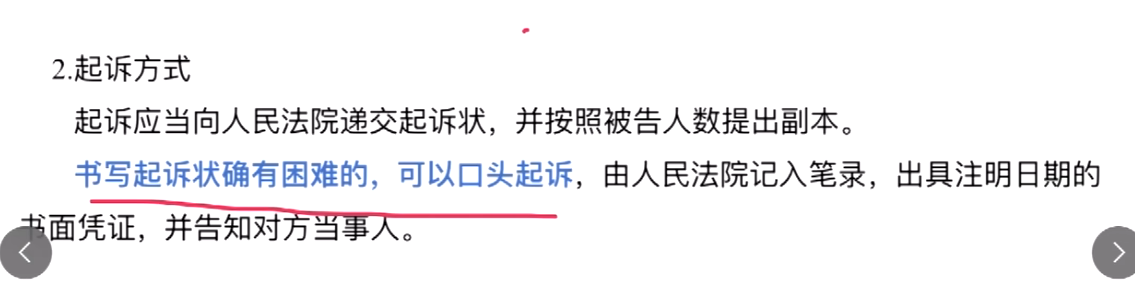 2.起诉方式
起诉应当向人民法院递交起诉状，并按照被告人数提出副本。
书写起诉状确有困难的，可以口头起诉，由人民法院记入笔录，出具注明日期的
书面凭证，并告知对方当事人。